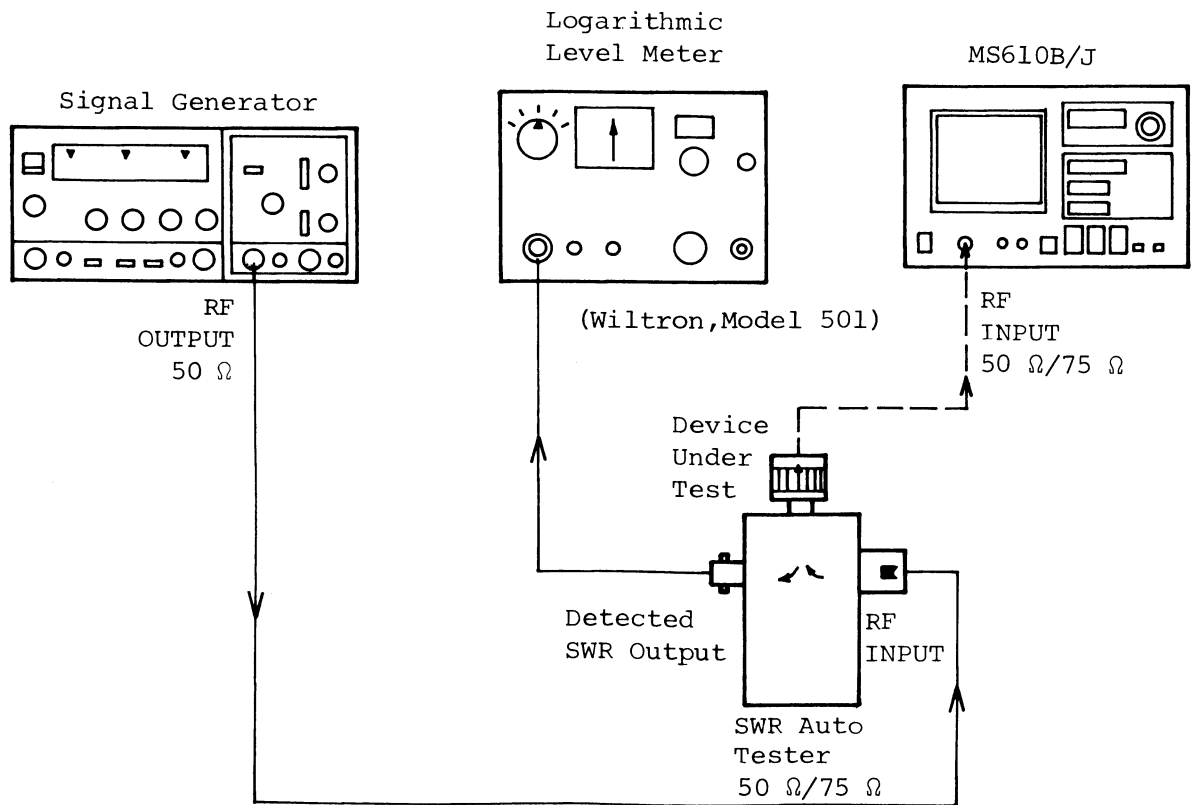 Logarithmic
Level Meter
MS610B/J
Signal Generator
(Wiltron,Model 501)
RF
OUTPUT
50 Ω
RF
INPUT
50 Ω/75 Ω
Device
Under
Test
Detected
SWR Output
RF
INPUT
SWR Auto
Tester
50 Ω/75 Ω